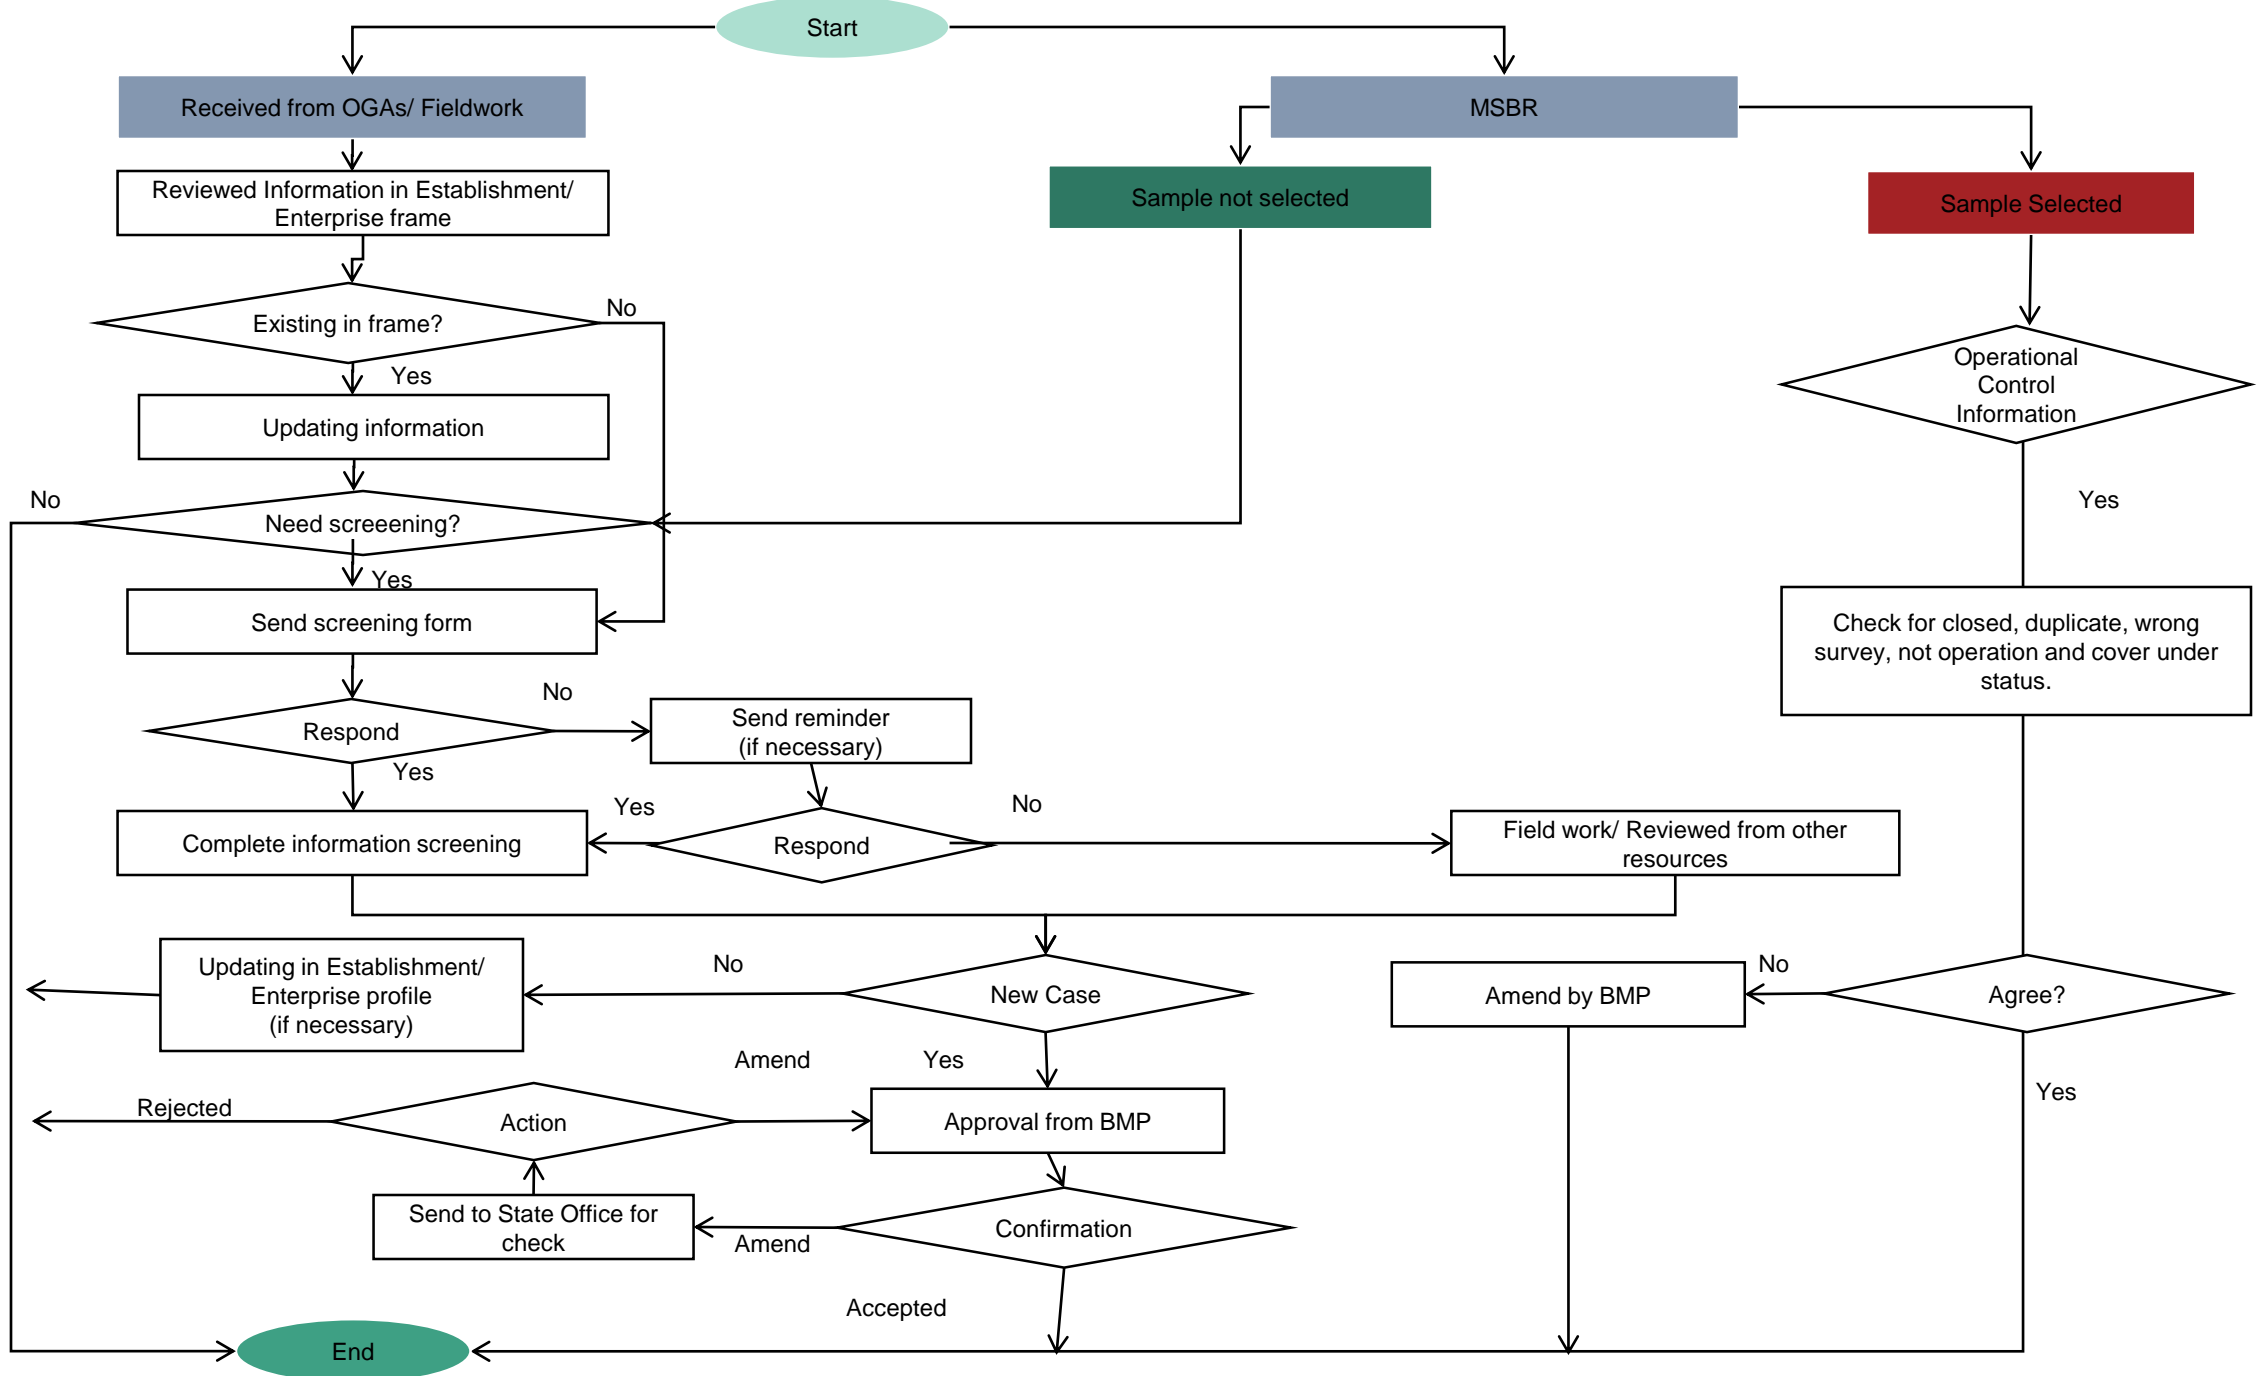 Start
Received from OGAs/ Fieldwork
MSBR
Reviewed Information in Establishment/
Enterprise frame
Sample not selected
Sample Selected
Existing in frame?
No
Yes
Operational
Control
Information
Updating information
No
Need screeening?
Yes
Yes
Send screening form
Check for closed, duplicate, wrong
survey, not operation and cover under
status.
No
Respond
Send reminder
(if necessary)
Yes
Yes
No
Complete information screening
Respond
Field work/ Reviewed from other
resources
Updating in Establishment/
Enterprise profile
(if necessary)
No
New Case
Amend by BMP
No
Agree?
Amend
Yes
Yes
Rejected
Action
Approval from BMP
Send to State Office for
check
Amend
Confirmation
Accepted
End